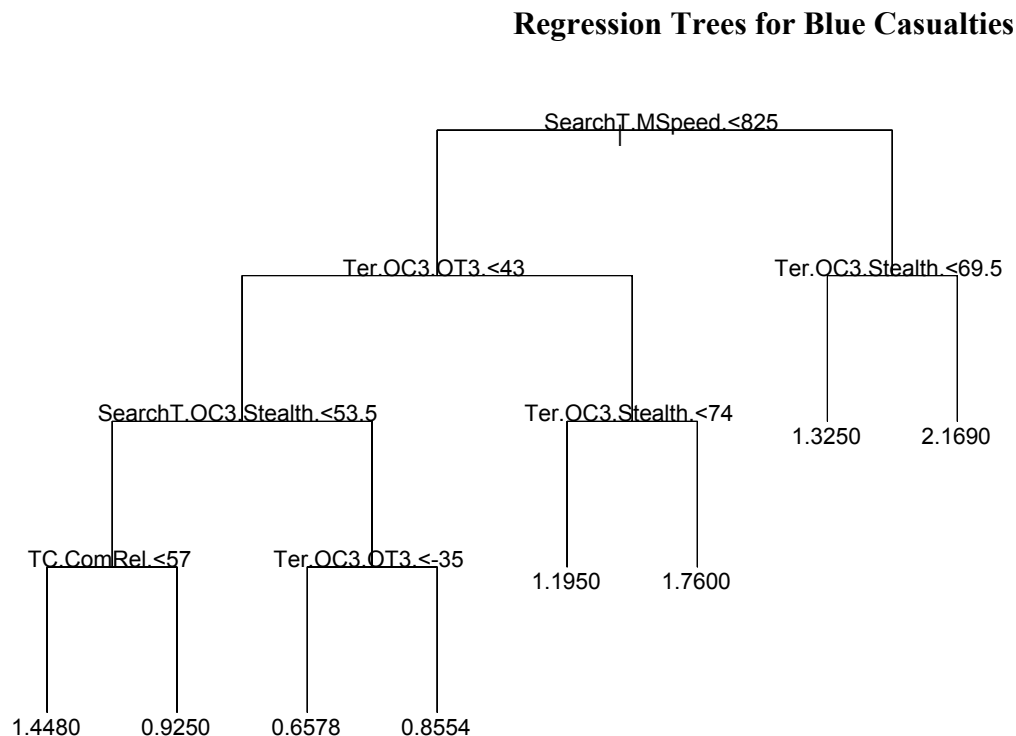 Regression Trees for Blue Casualties
SearchT.MSpeed.<825
Ter.OC3.OT3.<43
Ter.OC3.Stealth.<69.5
SearchT.OC3.Stealth.<53.5
Ter.OC3.Stealth.<74
1.3250
2.1690
TC.ComRel.<57
Ter.OC3.OT3.<-35
1.1950
1.7600
1.4480
0.9250
0.6578
0.8554